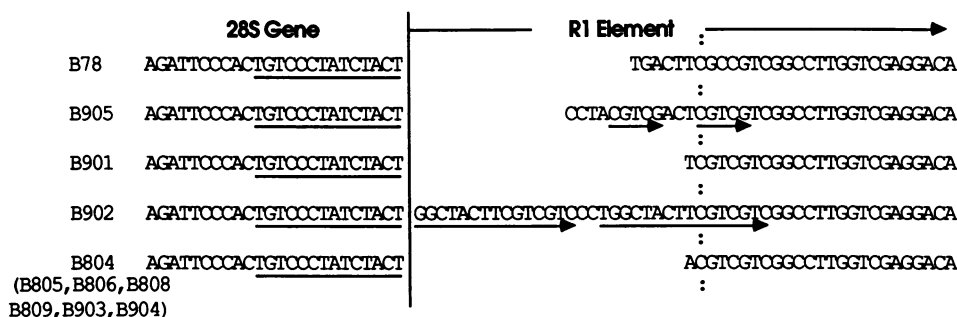 28S Gene R1 Element
B78 AGATTCCCACTGTCCCTATCTACT TGACTTCGCCGTCGGCCTTGGTCGAGGACA
B905 AGATTCCCACTGTCCCTATCTACT CCTACGTCGACTCGTCGTCGGCCTTGGTCGAGGACA
B901 AGATTCCCACTGTCCCTATCTACT TCGTCGTCGGCCTTGGTCGAGGACA
B902 AGATTCCCACTGTCCCTATCTACT GGCTACTTCGTCGTCCCTGGCTACTTCGTCGTCGGCCTTGGTCGAGGACA
B804 AGATTCCCACTGTCCCTATCTACT ACGTCGTCGGCCTTGGTCGAGGACA
(B805,B806,B808
B809,B903,B904)